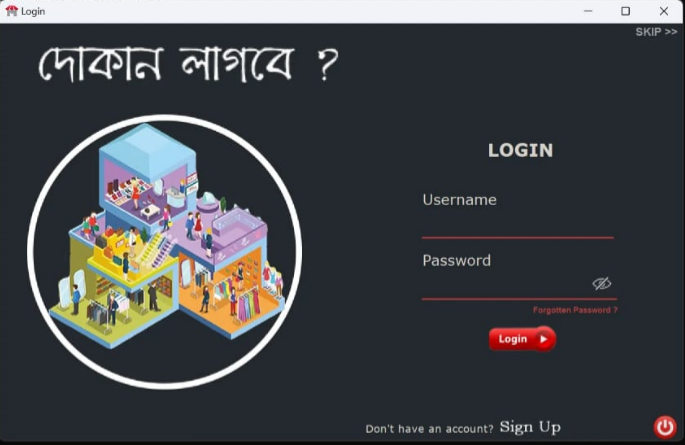 Login
SKIP >>
দোকান লাগবে ?
LOGIN
Username
Password
Forgotten Password ?
Login
Don't have an account? Sign Up